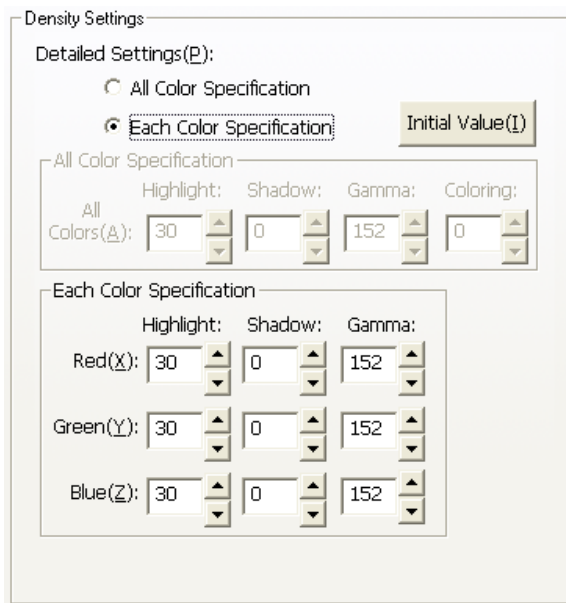 Density Settings
Detailed Settings(P):
All Color Specification
Each Color Specification
Initial Value(I)
All Color Specification
Highlight: Shadow: Gamma: Coloring:
All Colors(A): 30 0 152 0
Each Color Specification
Highlight: Shadow: Gamma:
Red(X): 30 0 152
Green(Y): 30 0 152
Blue(Z): 30 0 152